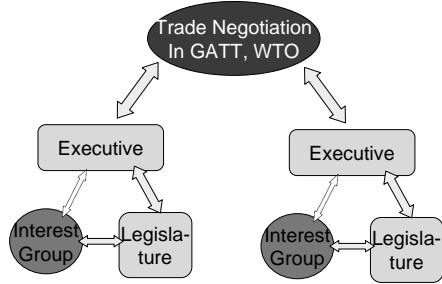 Trade Negotiation
In GATT, WTO
Executive
Executive
Interest
Group
Legisla-
ture
Interest
Group
Legisla-
ture